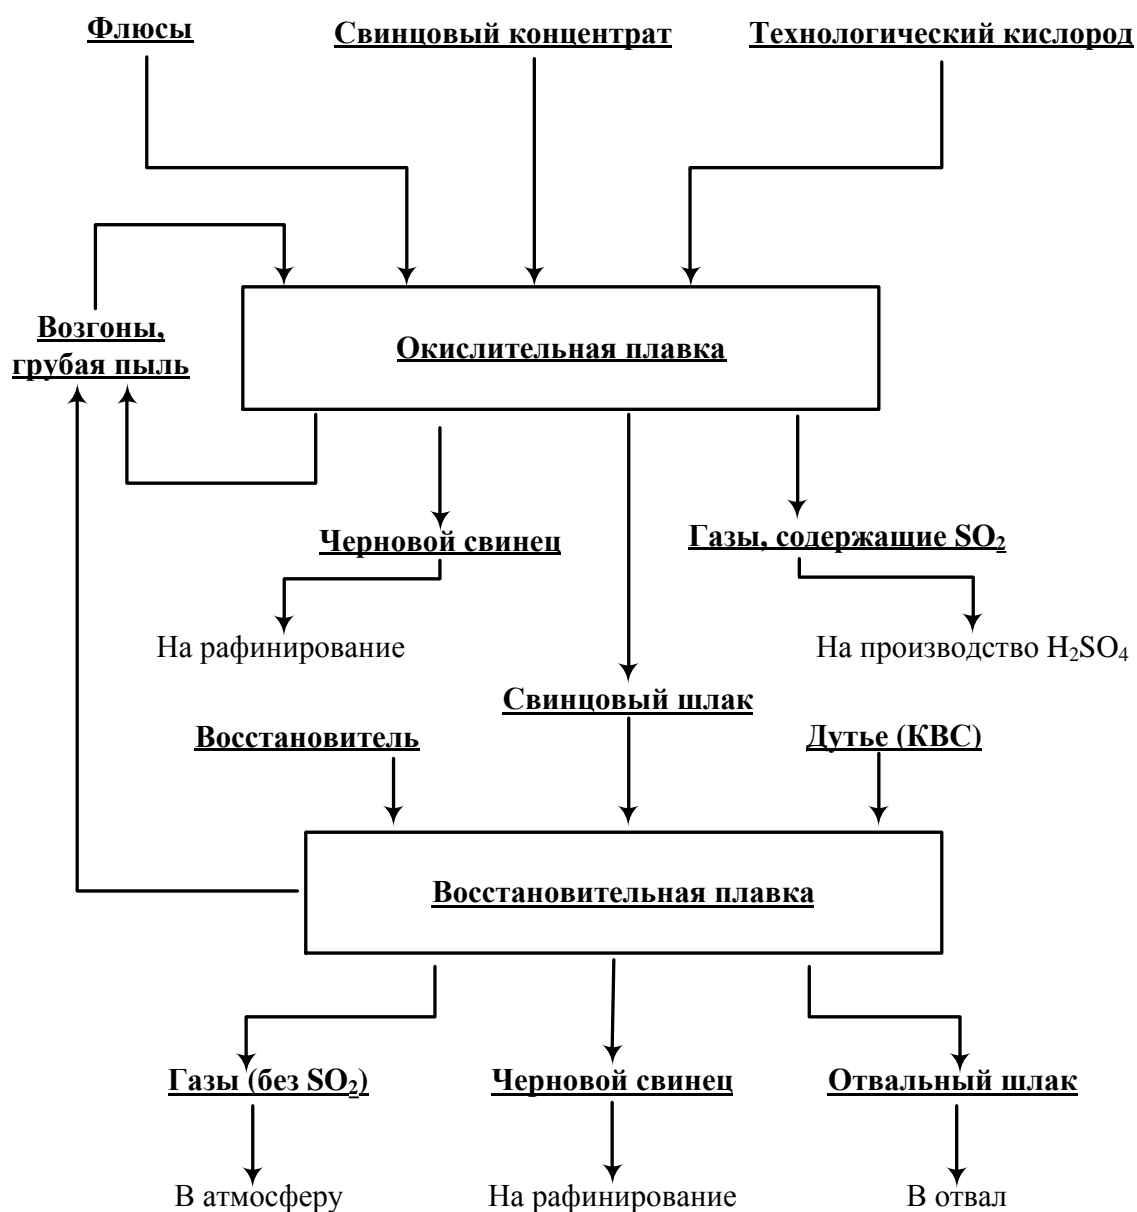 Флюсы
Свинцовый концентрат
Технологический кислород
Возгоны,
грубая пыль
Окислительная плавка
Черновой свинец
Газы, содержащие SO₂
На рафинирование
На производство H₂SO₄
Свинцовый шлак
Восстановитель
Дутье (КВС)
Восстановительная плавка
Газы (без SO₂)
Черновой свинец
Отвальный шлак
В атмосферу
На рафинирование
В отвал